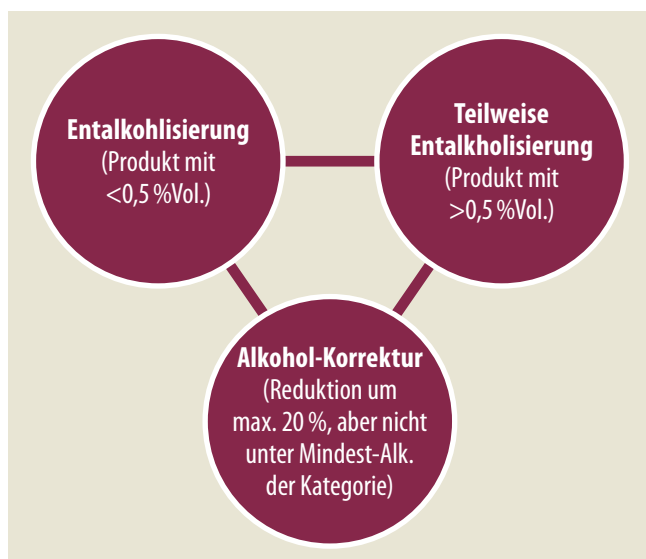 Entalkohlisierung
(Produkt mit
<0,5 %Vol.)
Teilweise
Entalkholisierung
(Produkt mit
>0,5 %Vol.)
Alkohol-Korrektur
(Reduktion um
max. 20 %, aber nicht
unter Mindest-Alk.
der Kategorie)